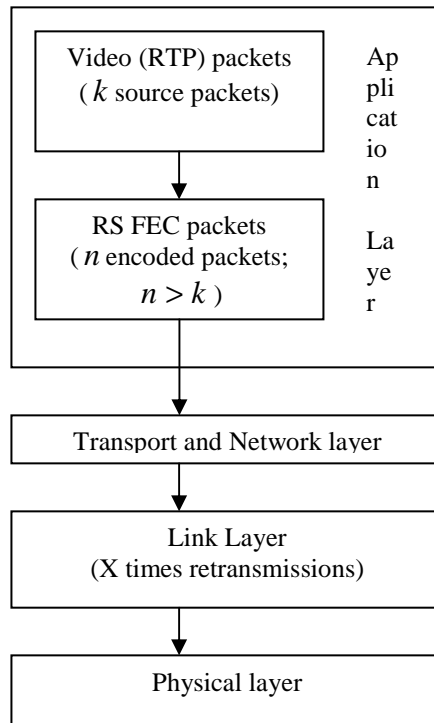 Video (RTP) packets
( k source packets)
Ap
pli
cat
io
n
La
ye
r
RS FEC packets
( n encoded packets;
n > k )
Transport and Network layer
Link Layer
(X times retransmissions)
Physical layer